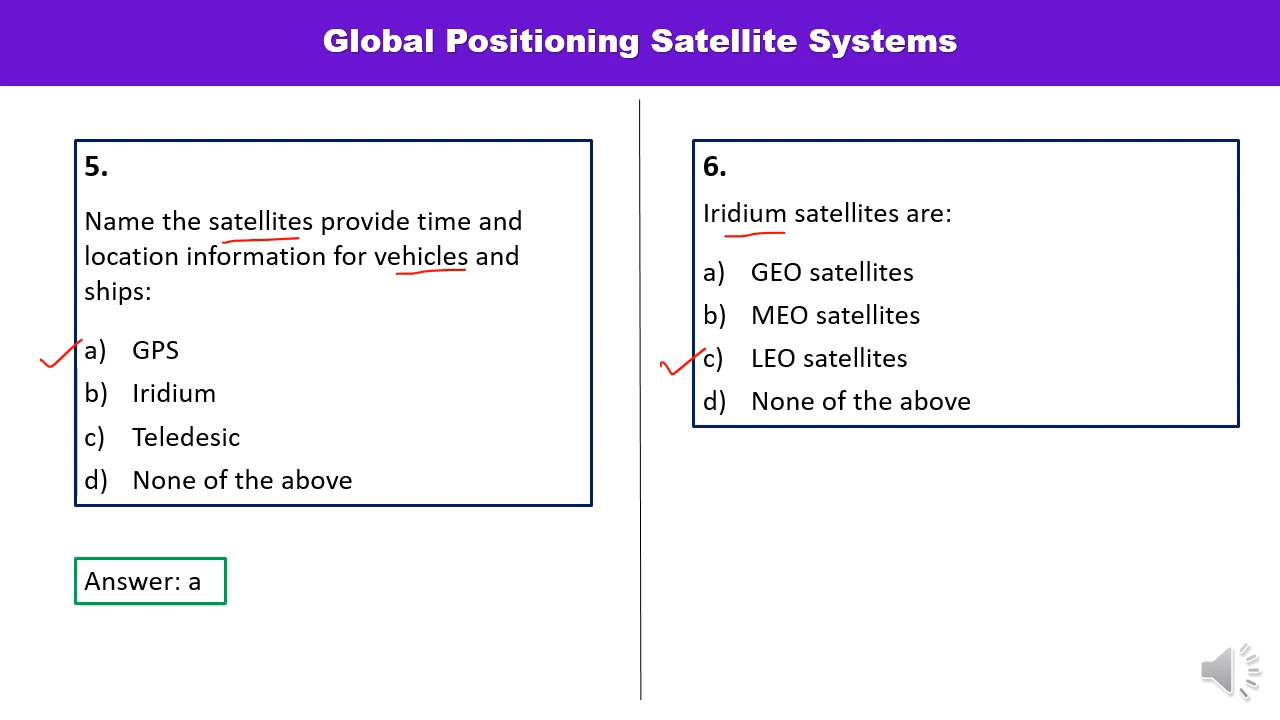 Global Positioning Satellite Systems
5.
Name the satellites provide time and
location information for vehicles and
ships:
a) GPS
b) Iridium
c) Teledesic
d) None of the above
Answer: a
6.
Iridium satellites are:
a) GEO satellites
b) MEO satellites
c) LEO satellites
d) None of the above